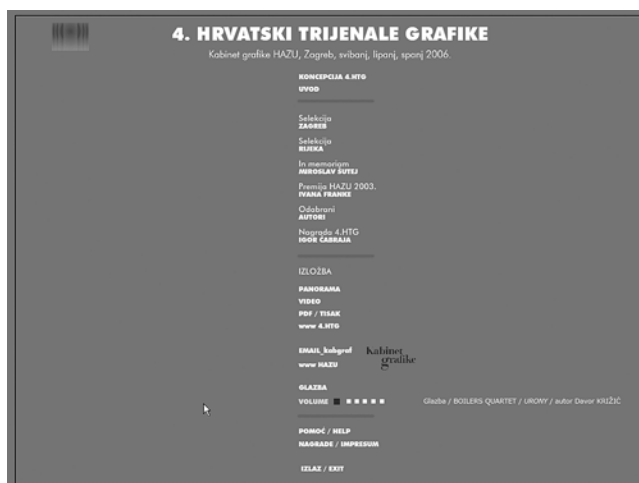 4. HRVATSKI TRIJENALE GRAFIKE
Kabinet grafike HAZU, Zagreb, svibanj, lipanj, spanj 2006.
KONCEPCIJA 4.HTG
UVOD
Selekcija
ZAGREB
Selekcija
RIJEKA
In memoriam
MIROSLAV ŠUTEJ
Premija HAZU 2003.
IVANA FRANKE
Odabrani
AUTORI
Nagrada 4.HTG
IGOR ČABRAJA
IZLOŽBA
PANORAMA
VIDEO
PDF / TISAK
www 4.HTG
EMAIL_kabgraf
Kabinet
grafike
www HAZU
GLAZBA
VOLUME
Glazba / BOILERS QUARTET / URONY / autor Davor KRIŽIĆ
POMOĆ / HELP
NAGRADE / IMPRESSUM
IZLAZ / EXIT